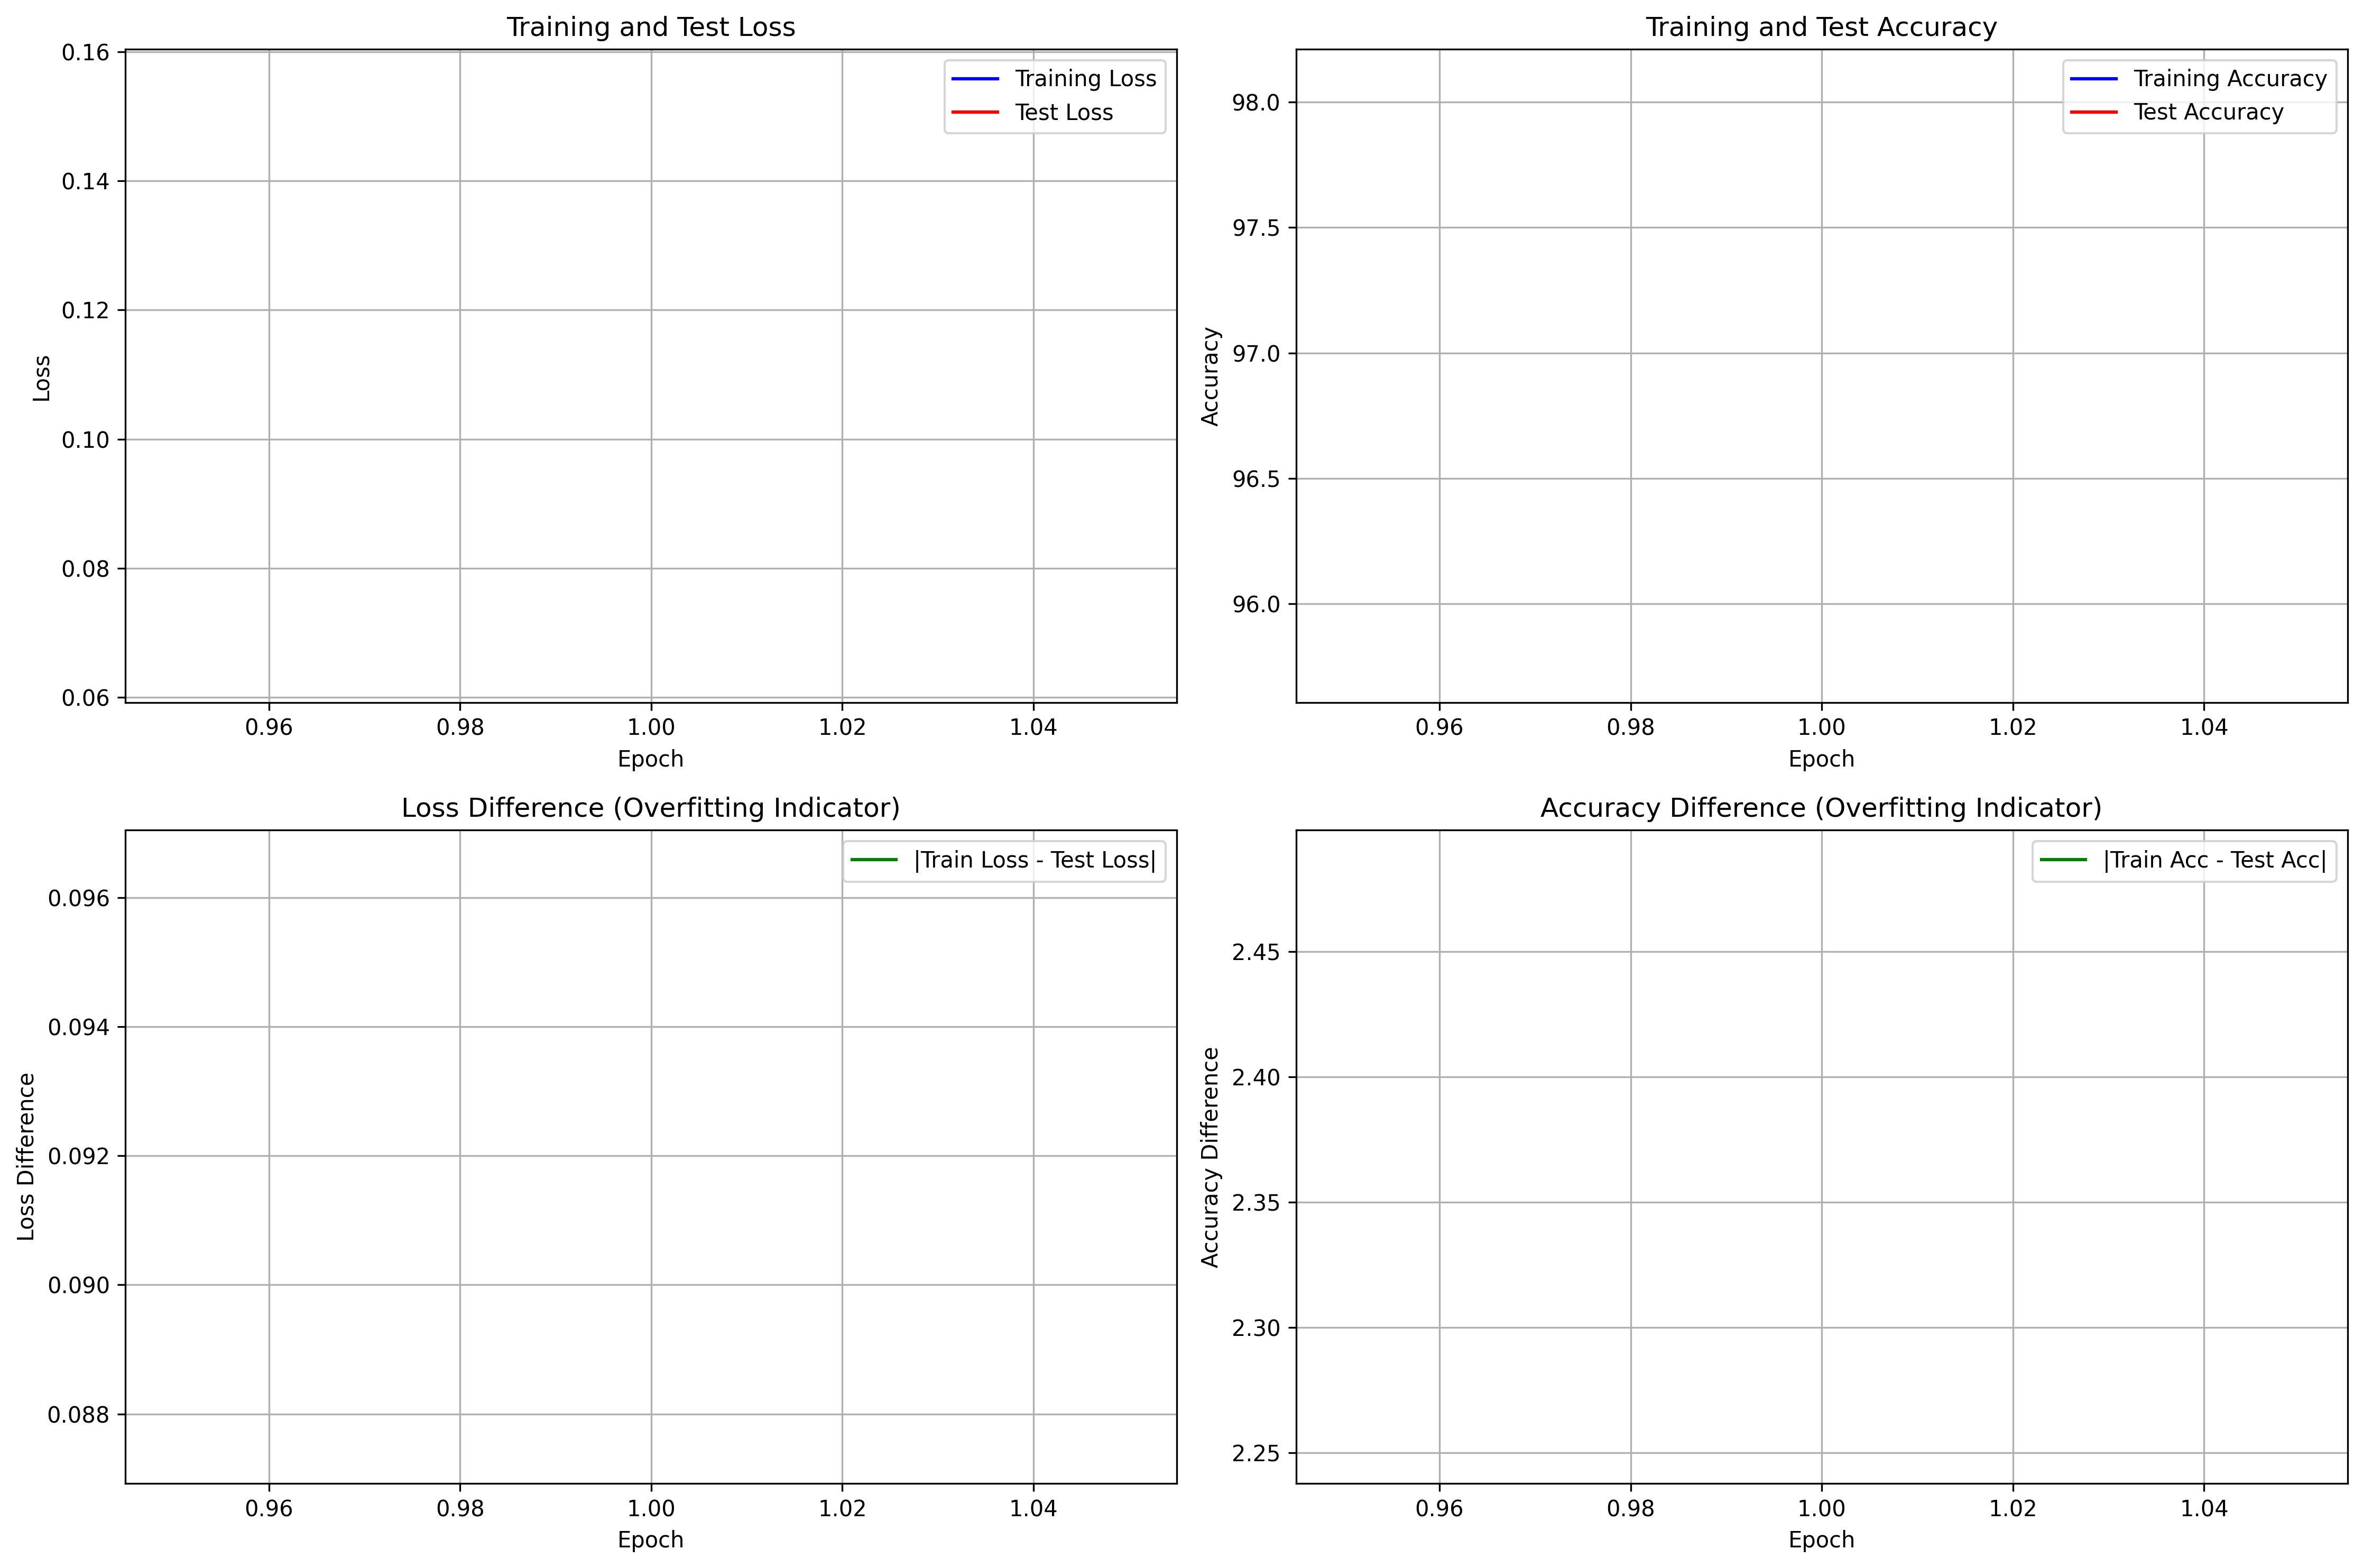 Training and Test Loss
0.16
0.14
0.12
0.10
0.08
0.06
Loss
Training Loss
Test Loss
0.96 0.98 1.00 1.02 1.04
Epoch
Training and Test Accuracy
98.0
97.5
97.0
96.5
96.0
Accuracy
Training Accuracy
Test Accuracy
0.96 0.98 1.00 1.02 1.04
Epoch
Loss Difference (Overfitting Indicator)
0.096
0.094
0.092
0.090
0.088
Loss Difference
|Train Loss - Test Loss|
0.96 0.98 1.00 1.02 1.04
Epoch
Accuracy Difference (Overfitting Indicator)
2.45
2.40
2.35
2.30
2.25
Accuracy Difference
|Train Acc - Test Acc|
0.96 0.98 1.00 1.02 1.04
Epoch